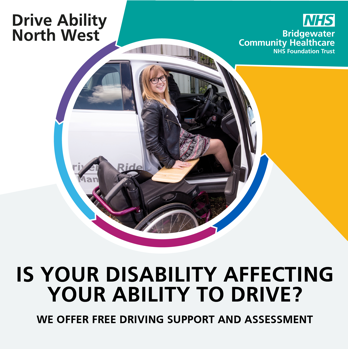 Drive Ability
North West
NHS
Bridgewater
Community Healthcare
NHS Foundation Trust
IS YOUR DISABILITY AFFECTING
YOUR ABILITY TO DRIVE?
WE OFFER FREE DRIVING SUPPORT AND ASSESSMENT